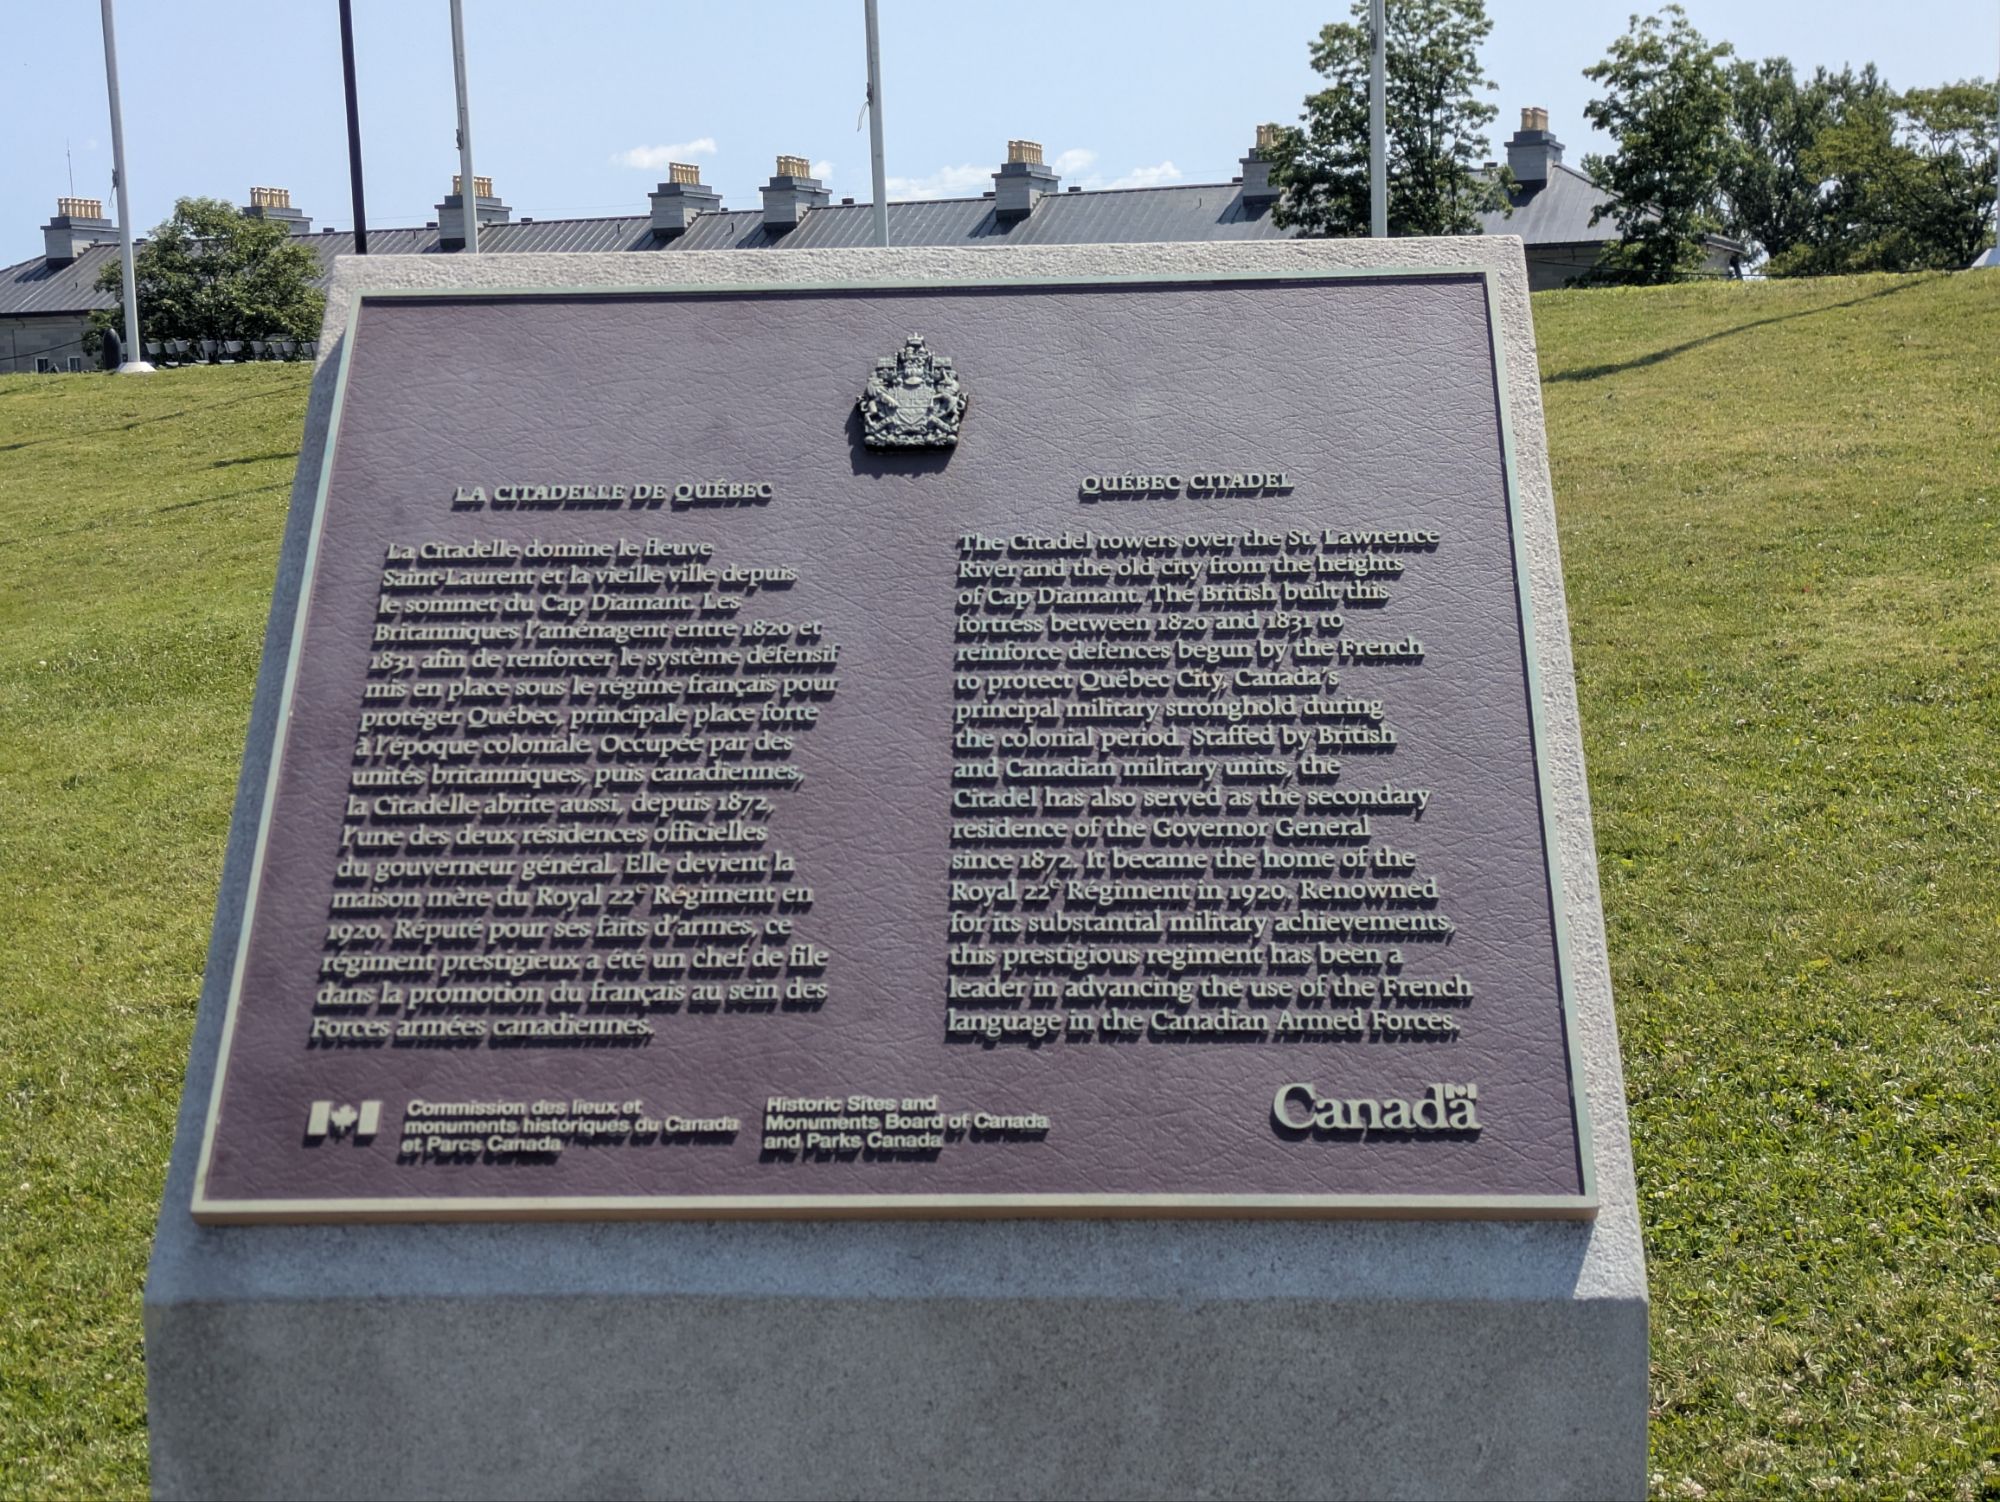 LA CITADELLE DE QUÉBEC
La Citadelle domine le fleuve
Saint-Laurent et la vieille ville depuis
le sommet du Cap Diamant. Les
Britanniques l'aménagent entre 1820 et
1831 afin de renforcer le système défensif
mis en place sous le régime français pour
protéger Québec, principale place forte
à l'époque coloniale. Occupée par des
unités britanniques, puis canadiennes,
la Citadelle abrite aussi, depuis 1872,
l'une des deux résidences officielles
du gouverneur général. Elle devient la
maison mère du Royal 22e Régiment en
1920. Réputé pour ses faits d'armes, ce
régiment prestigieux a été un chef de file
dans la promotion du français au sein des
Forces armées canadiennes.
QUÉBEC CITADEL
The Citadel towers over the St. Lawrence
River and the old city from the heights
of Cap Diamant. The British built this
fortress between 1820 and 1831 to
reinforce defences begun by the French
to protect Québec City, Canada's
principal military stronghold during
the colonial period. Staffed by British
and Canadian military units, the
Citadel has also served as the secondary
residence of the Governor General
since 1872. It became the home of the
Royal 22e Régiment in 1920. Renowned
for its substantial military achievements,
this prestigious regiment has been a
leader in advancing the use of the French
language in the Canadian Armed Forces.
Commission des lieux et
monuments historiques du Canada
et Parcs Canada
Historic Sites and
Monuments Board of Canada
and Parks Canada
Canada